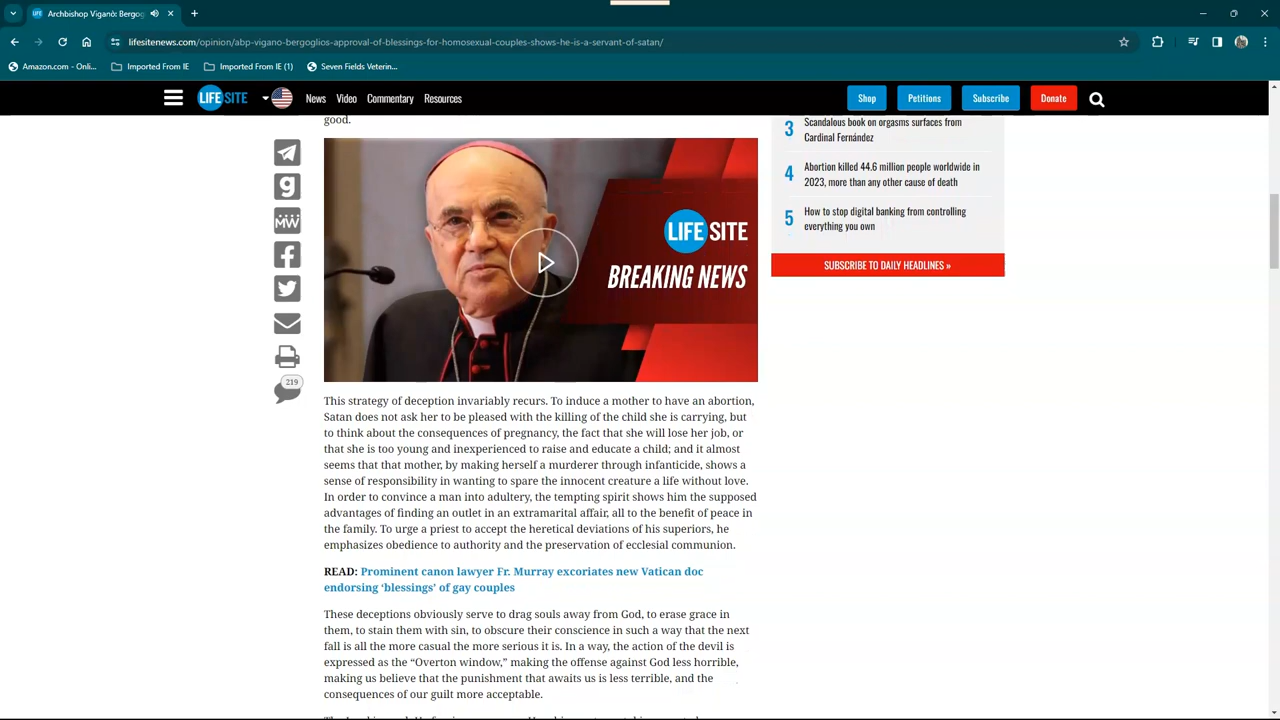 Archbishop Viganò: Bergog
lifesitenews.com/opinion/abp-vigano-bergoglios-approval-of-blessings-for-homosexual-couples-shows-he-is-a-servant-of-satan/
Amazon.com - Onli... Imported From IE Imported From IE (1) Seven Fields Veterin...
LIFE SITE News Video Commentary Resources Shop Petitions Subscribe Donate
good.
LIFE SITE
BREAKING NEWS
219
This strategy of deception invariably recurs. To induce a mother to have an abortion,
Satan does not ask her to be pleased with the killing of the child she is carrying, but
to think about the consequences of pregnancy, the fact that she will lose her job, or
that she is too young and inexperienced to raise and educate a child; and it almost
seems that that mother, by making herself a murderer through infanticide, shows a
sense of responsibility in wanting to spare the innocent creature a life without love.
In order to convince a man into adultery, the tempting spirit shows him the supposed
advantages of finding an outlet in an extramarital affair, all to the benefit of peace in
the family. To urge a priest to accept the heretical deviations of his superiors, he
emphasizes obedience to authority and the preservation of ecclesial communion.
READ: Prominent canon lawyer Fr. Murray excoriates new Vatican doc
endorsing ‘blessings’ of gay couples
These deceptions obviously serve to drag souls away from God, to erase grace in
them, to stain them with sin, to obscure their conscience in such a way that the next
fall is all the more casual the more serious it is. In a way, the action of the devil is
expressed as the “Overton window,” making the offense against God less horrible,
making us believe that the punishment that awaits us is less terrible, and the
consequences of our guilt more acceptable.
3 Scandalous book on orgasms surfaces from
Cardinal Fernández
4 Abortion killed 44.6 million people worldwide in
2023, more than any other cause of death
5 How to stop digital banking from controlling
everything you own
SUBSCRIBE TO DAILY HEADLINES »